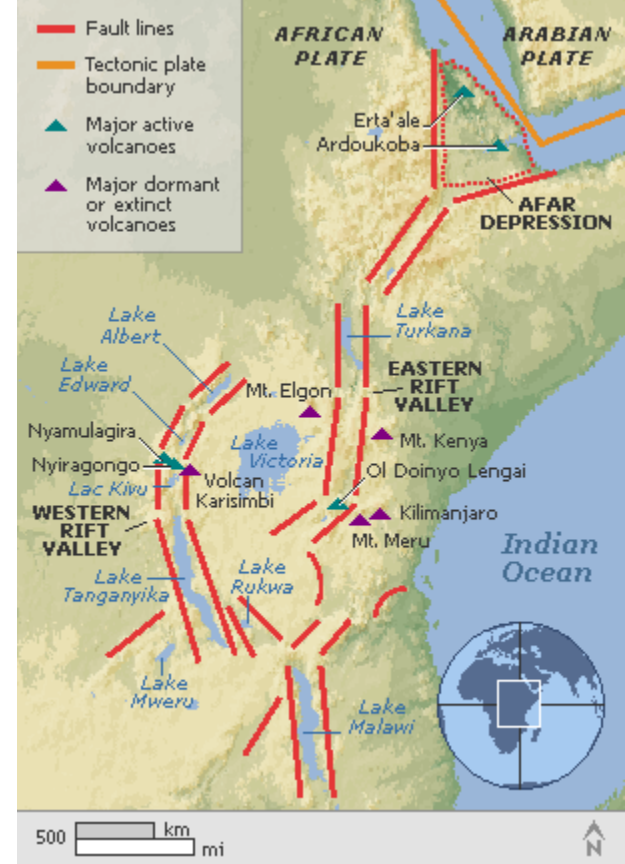 Fault lines
Tectonic plate
boundary
Major active
volcanoes
Major dormant
or extinct
volcanoes
AFRICAN
PLATE
ARABIAN
PLATE
Erta'ale
Ardoukoba
AFAR
DEPRESSION
Lake
Albert
Lake
Turkana
Lake
Edward
EASTERN
RIFT
VALLEY
Mt. Elgon
Nyamulagira
Lake
Victoria
Mt. Kenya
Nyiragongo
Ol Doinyo Lengai
Lac Kivu
Volcan
Karisimbi
WESTERN
RIFT
VALLEY
Kilimanjaro
Mt. Meru
Indian
Ocean
Lake
Tanganyika
Lake
Rukwa
Lake
Mweru
Lake
Malawi
500
km
mi
N